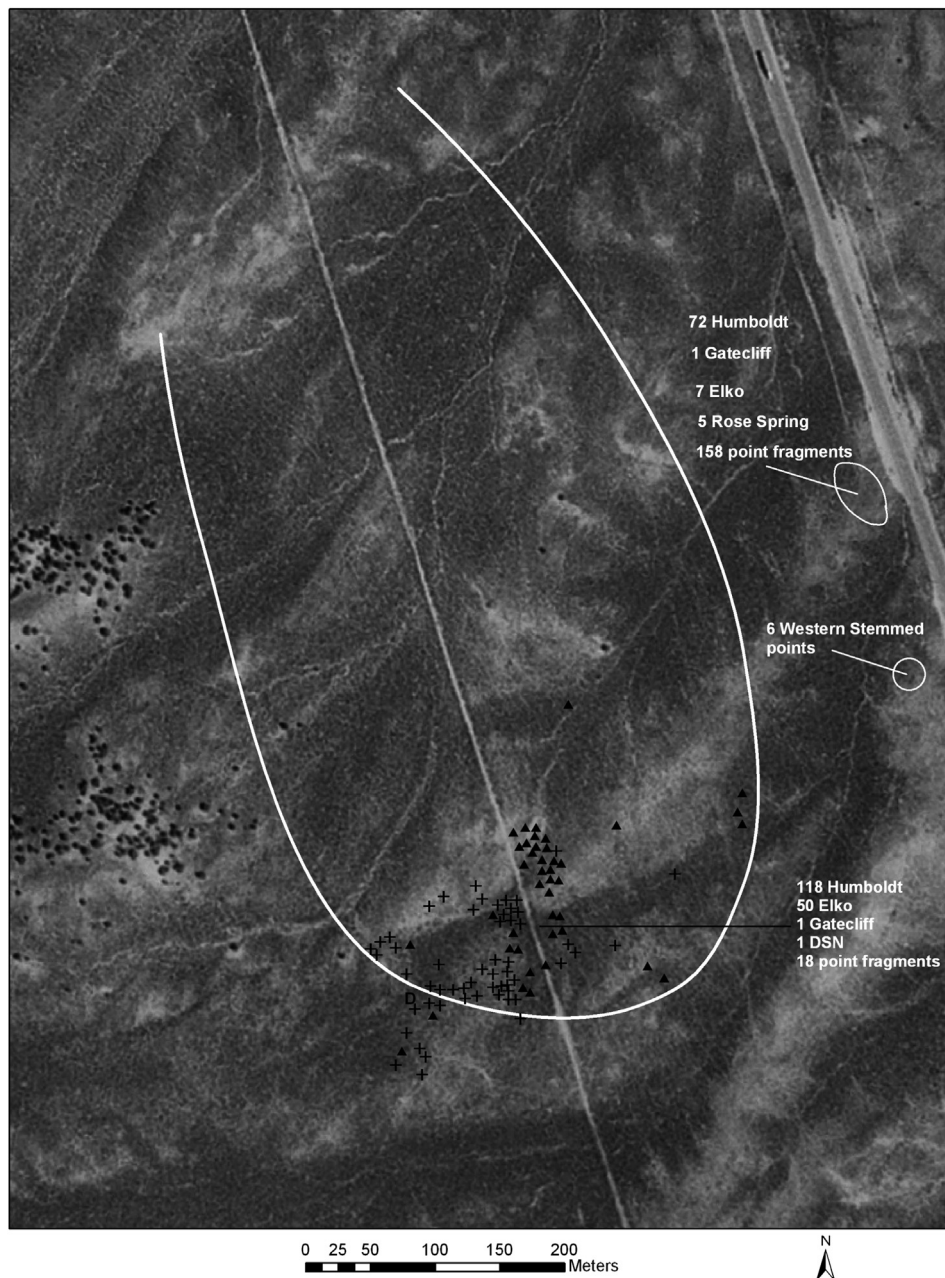 72 Humboldt
1 Gatecliff
7 Elko
5 Rose Spring
158 point fragments
6 Western Stemmed
points
118 Humboldt
50 Elko
1 Gatecliff
1 DSN
18 point fragments
D
0 25 50 100 150 200
Meters
N